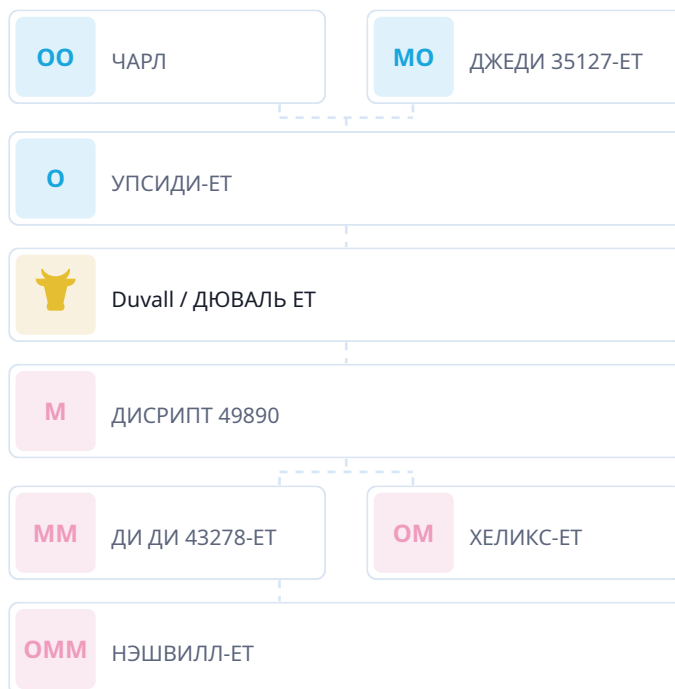 ОО ЧАРЛ
МО ДЖЕДИ 35127-ЕТ
О УПСИДИ-ЕТ
Duvall / ДЮВАЛЬ ЕТ
М ДИСРИПТ 49890
ММ ДИ ДИ 43278-ЕТ
ОМ ХЕЛИКС-ЕТ
ОММ НЭШВИЛЛ-ЕТ